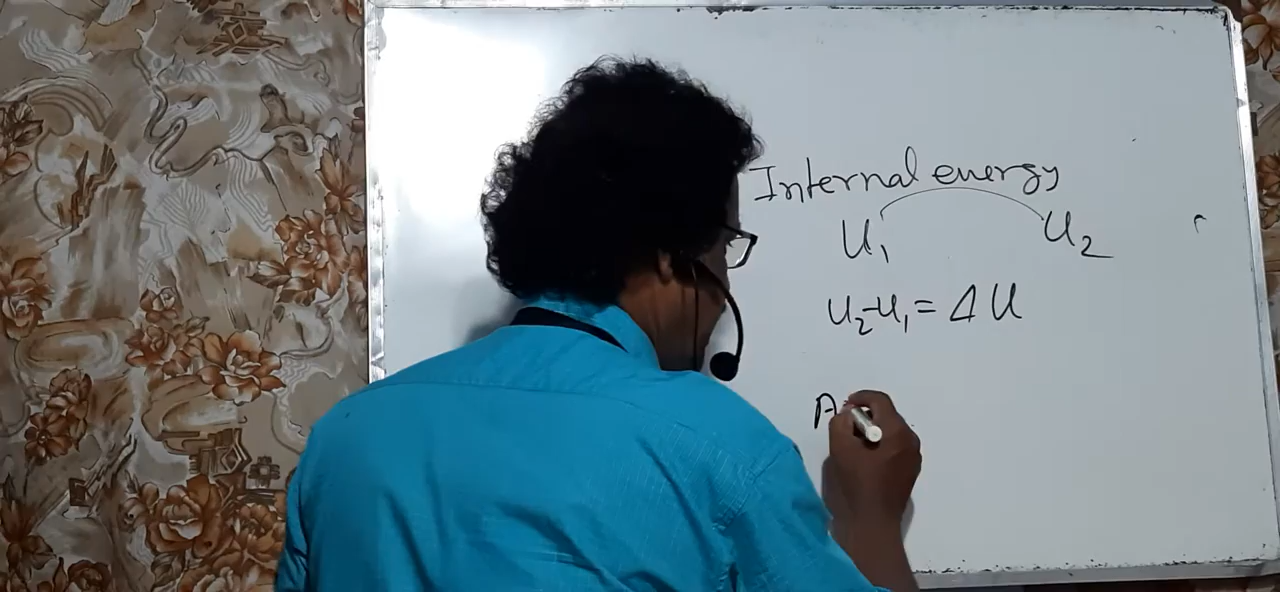 Internal energy
U₁ U₂
U₂-U₁ = ΔU
A